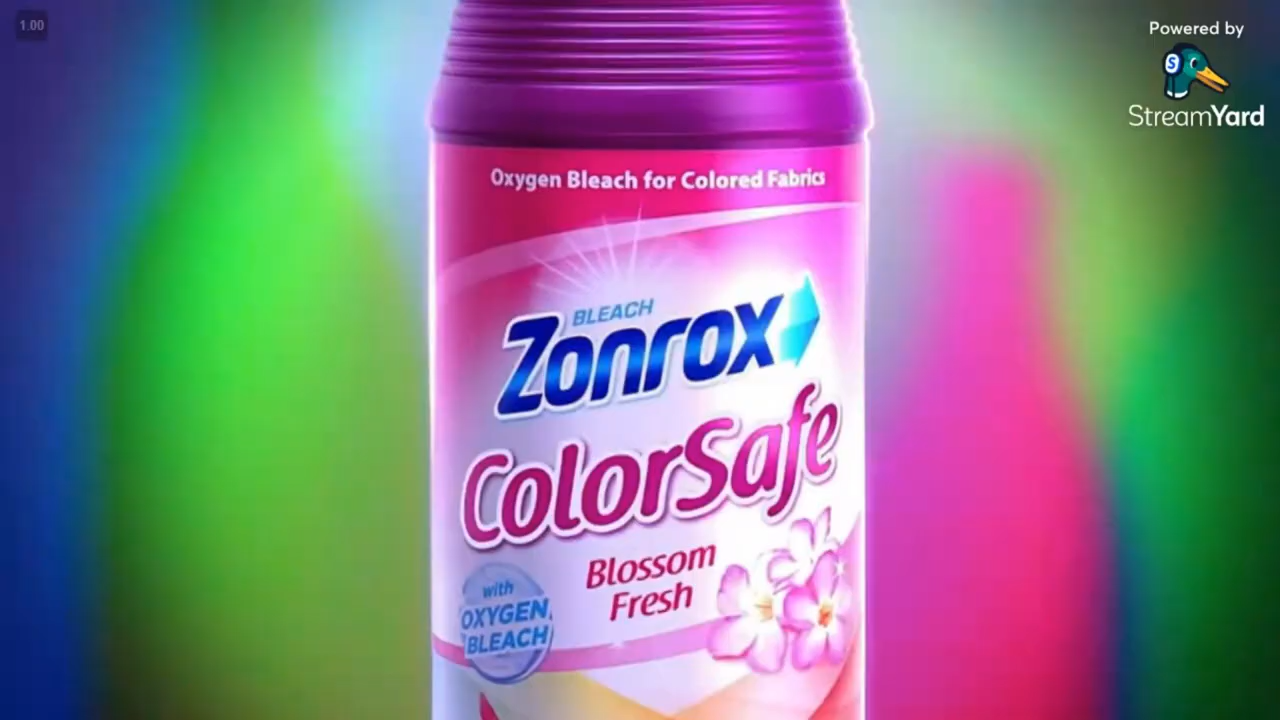 1.00
Powered by
StreamYard
Oxygen Bleach for Colored Fabrics
BLEACH
Zonrox
ColorSafe
Blossom
Fresh
with
OXYGEN
BLEACH